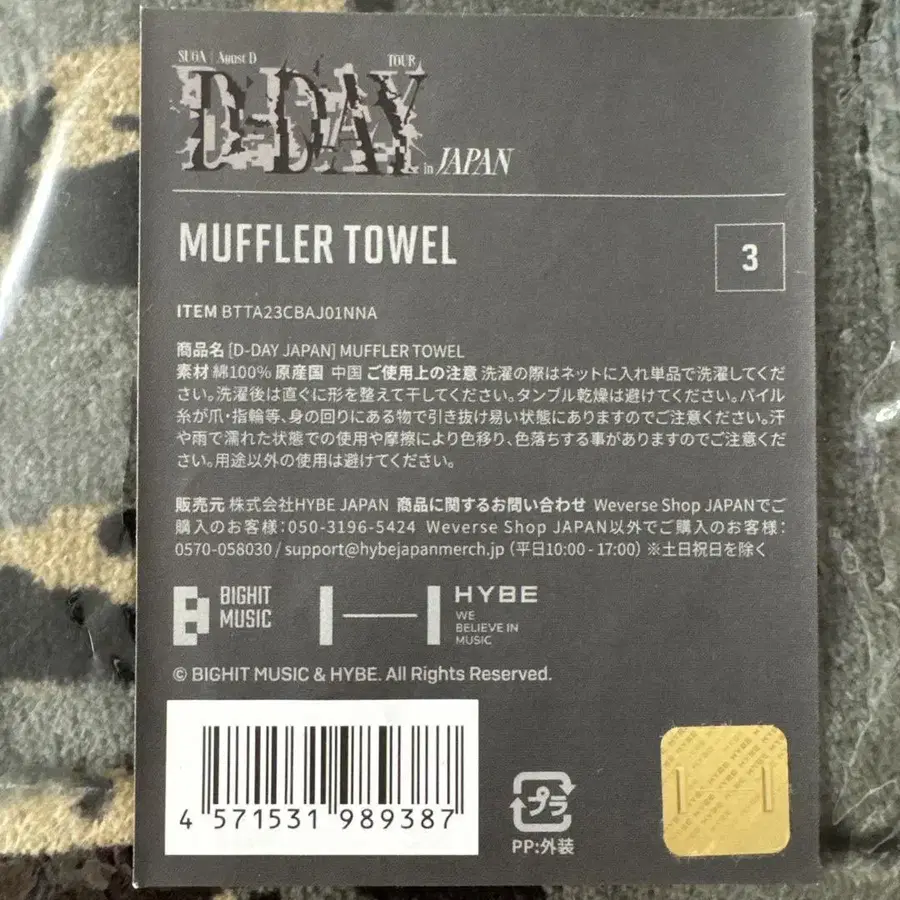 SUGA | Agust D TOUR
D-DAY
in JAPAN
MUFFLER TOWEL
3
ITEM BTTA23CBAJ01NNA
商品名 [D-DAY JAPAN] MUFFLER TOWEL
素材 綿100% 原産国 中国 ご使用上の注意 洗濯の際はネットに入れ単品で洗濯してくだ
さい。洗濯後は直ぐに形を整えて干してください。タンブル乾燥は避けてください。パイル
糸が爪・指輪等、身の回りにある物で引き抜け易い状態にありますのでご注意ください。汗
や雨で濡れた状態での使用や摩擦により色移り、色落ちする事がありますのでご注意くだ
さい。用途以外の使用は避けてください。
販売元 株式会社HYBE JAPAN 商品に関するお問い合わせ Weverse Shop JAPANでご
購入のお客様：050-3196-5424 Weverse Shop JAPAN以外でご購入のお客様：
0570-058030 / support@hybejapanmerch.jp (平日10:00 - 17:00) ※土日祝日を除く
BIGHIT
MUSIC
HYBE
WE
BELIEVE IN
MUSIC
© BIGHIT MUSIC & HYBE. All Rights Reserved.
4 571531 989387
プラ
PP:外装